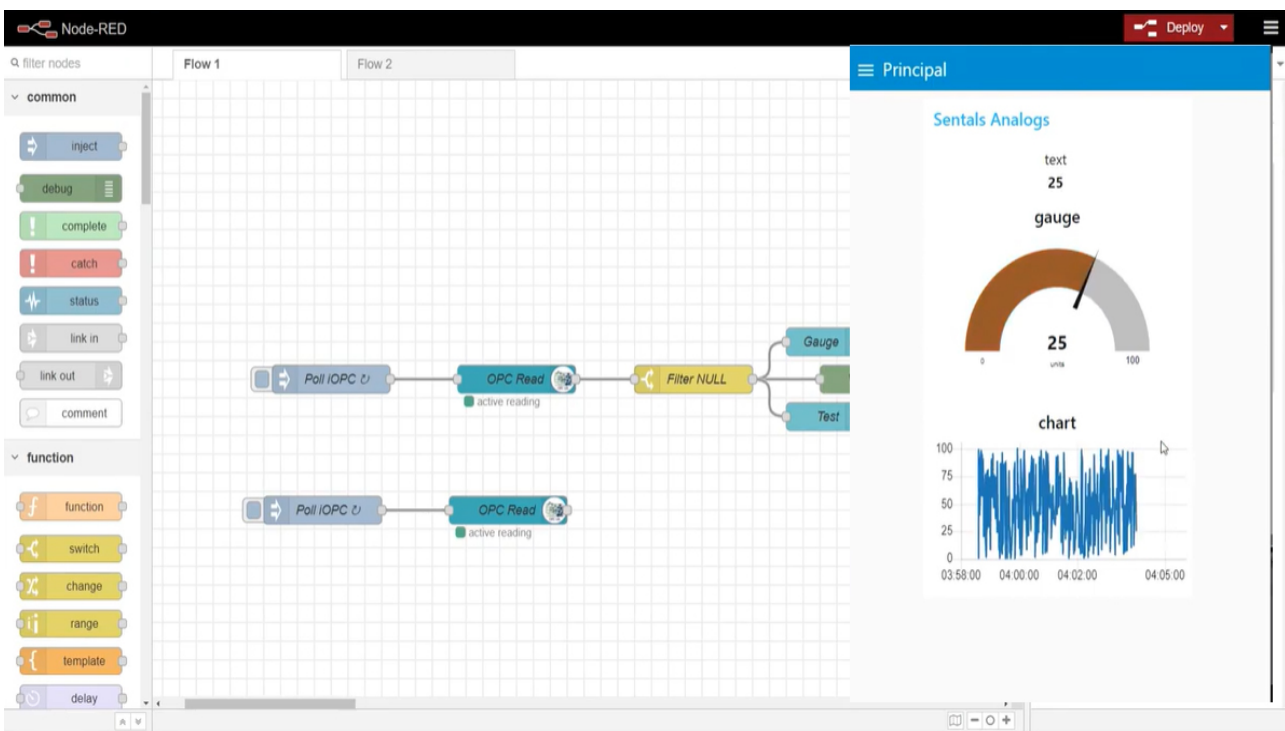 Node-RED
Deploy
filter nodes
Flow 1
Flow 2
common
inject
debug
complete
catch
status
link in
link out
comment
function
function
switch
change
range
template
delay
Poll iOPC ↻
OPC Read
active reading
Filter NULL
Gauge
Test
Poll iOPC ↻
OPC Read
active reading
Principal
Sentals Analogs
text
25
gauge
25
0
units
100
chart
100
75
50
25
0
03:58:00 04:00:00 04:02:00 04:05:00